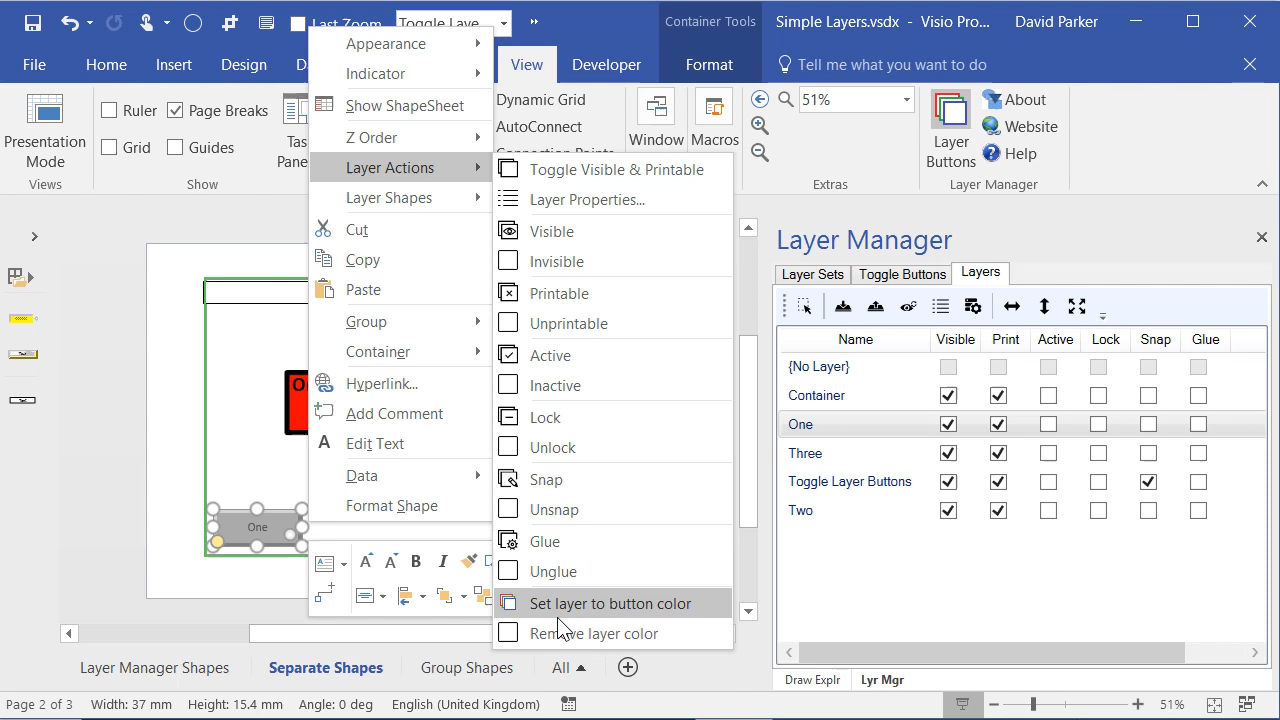 Last Zoom
Toggle Laye
Container Tools
Simple Layers.vsdx - Visio Pro...
David Parker
File
Home
Insert
Design
View
Developer
Format
Tell me what you want to do
Presentation
Mode
Views
Ruler
Page Breaks
Grid
Guides
Show
Dynamic Grid
AutoConnect
Window
Macros
51%
Layer
Buttons
About
Website
Help
Extras
Layer Manager
Appearance
Indicator
Show ShapeSheet
Z Order
Layer Actions
Layer Shapes
Cut
Copy
Paste
Group
Container
Hyperlink...
Add Comment
Edit Text
Data
Format Shape
Toggle Visible & Printable
Layer Properties...
Visible
Invisible
Printable
Unprintable
Active
Inactive
Lock
Unlock
Snap
Unsnap
Glue
Unglue
Set layer to button color
Remove layer color
One
Layer Manager
Layer Sets
Toggle Buttons
Layers
Name Visible Print Active Lock Snap Glue
{No Layer}
Container
One
Three
Toggle Layer Buttons
Two
Draw Explr
Lyr Mgr
Layer Manager Shapes
Separate Shapes
Group Shapes
All
Page 2 of 3
Width: 37 mm
Height: 15.417 mm
Angle: 0 deg
English (United Kingdom)
51%